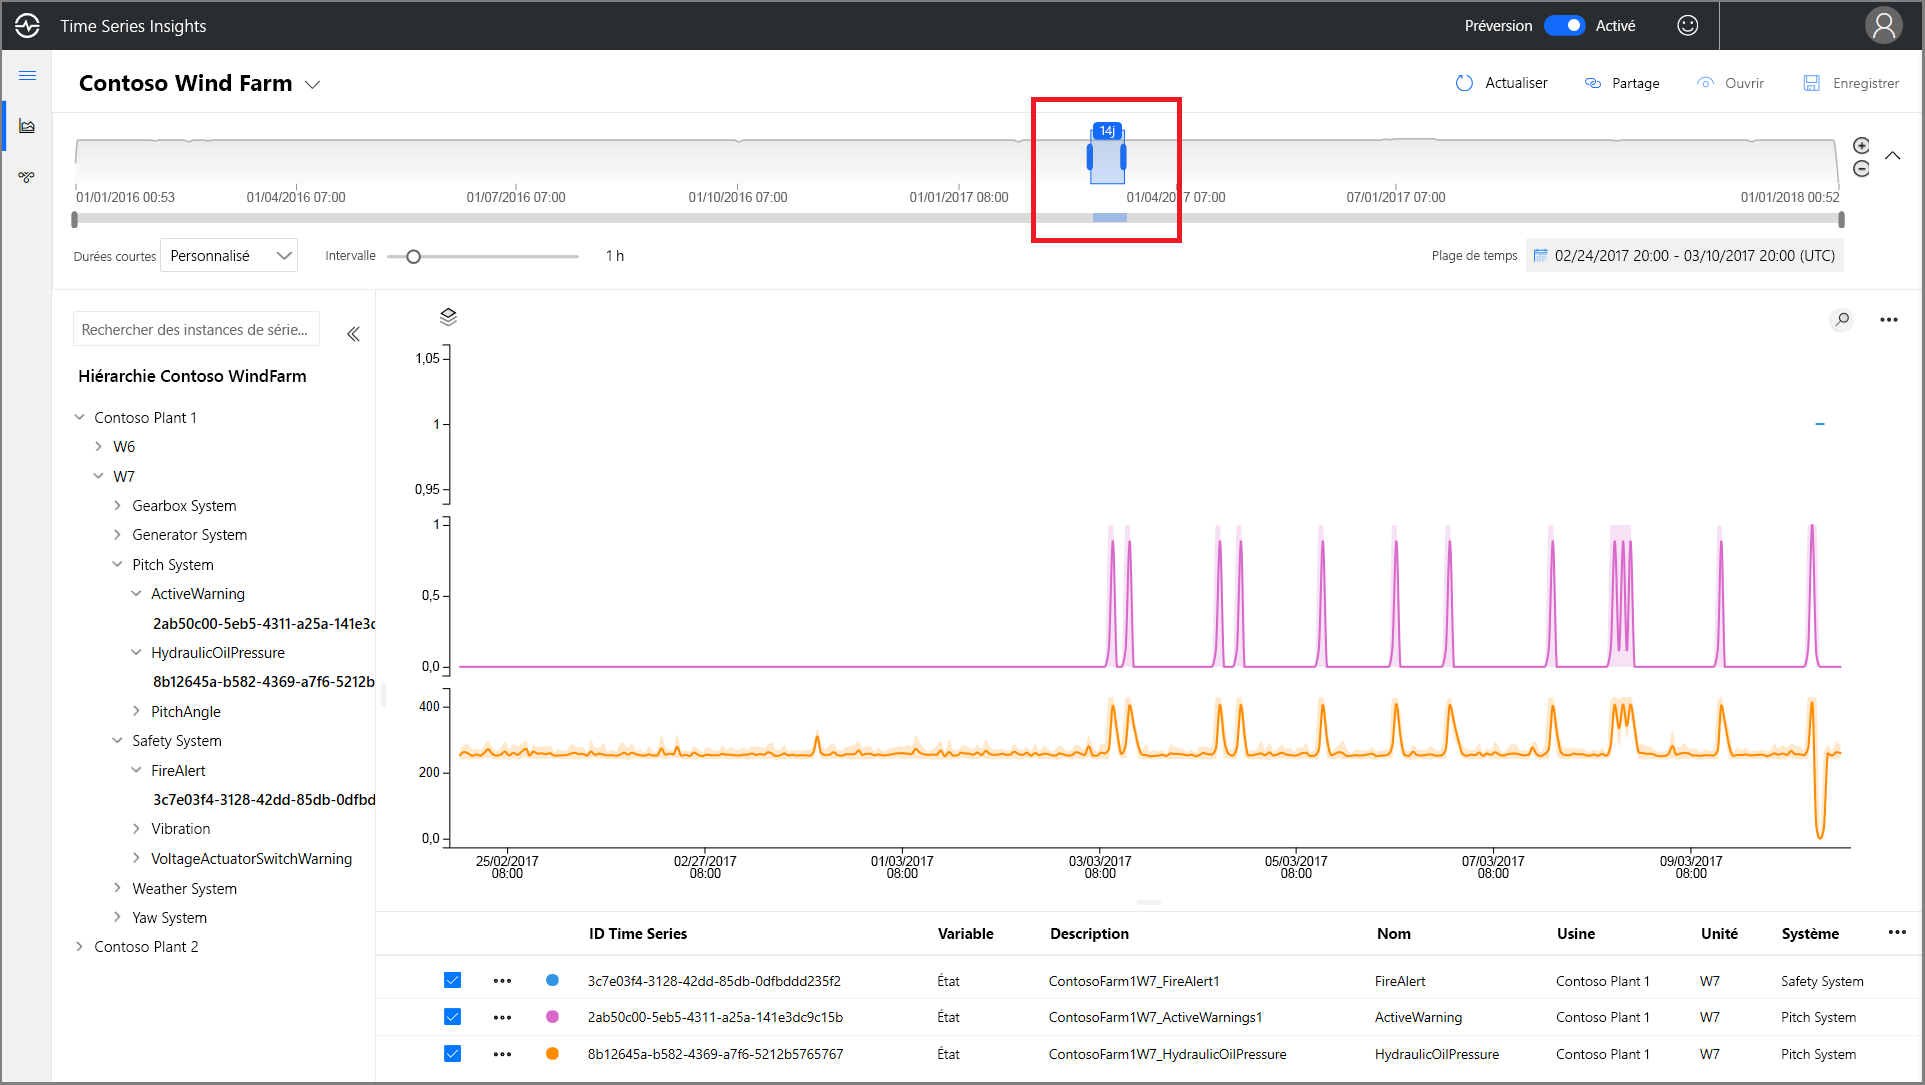 Time Series Insights
Préversion Activé
Contoso Wind Farm
Actualiser Partage Ouvrir Enregistrer
14j
01/01/2016 00:53 01/04/2016 07:00 01/07/2016 07:00 01/10/2016 07:00 01/01/2017 08:00 01/04/2017 07:00 07/01/2017 07:00 01/01/2018 00:52
Durées courtes Personnalisé Intervalle 1 h Plage de temps 02/24/2017 20:00 - 03/10/2017 20:00 (UTC)
Rechercher des instances de série...
Hiérarchie Contoso WindFarm
Contoso Plant 1
W6
W7
Gearbox System
Generator System
Pitch System
ActiveWarning
2ab50c00-5eb5-4311-a25a-141e3c
HydraulicOilPressure
8b12645a-b582-4369-a7f6-5212b
PitchAngle
Safety System
FireAlert
3c7e03f4-3128-42dd-85db-0dfbd
Vibration
VoltageActuatorSwitchWarning
Weather System
Yaw System
Contoso Plant 2
1,05
1
0,95
1
0,5
0,0
400
200
0,0
25/02/2017 02/27/2017 01/03/2017 03/03/2017 05/03/2017 07/03/2017 09/03/2017
08:00 08:00 08:00 08:00 08:00 08:00 08:00
ID Time Series Variable Description Nom Usine Unité Système
3c7e03f4-3128-42dd-85db-0dfbddd235f2 État ContosoFarm1W7_FireAlert1 FireAlert Contoso Plant 1 W7 Safety System
2ab50c00-5eb5-4311-a25a-141e3dc9c15b État ContosoFarm1W7_ActiveWarnings1 ActiveWarning Contoso Plant 1 W7 Pitch System
8b12645a-b582-4369-a7f6-5212b5765767 État ContosoFarm1W7_HydraulicOilPressure HydraulicOilPressure Contoso Plant 1 W7 Pitch System